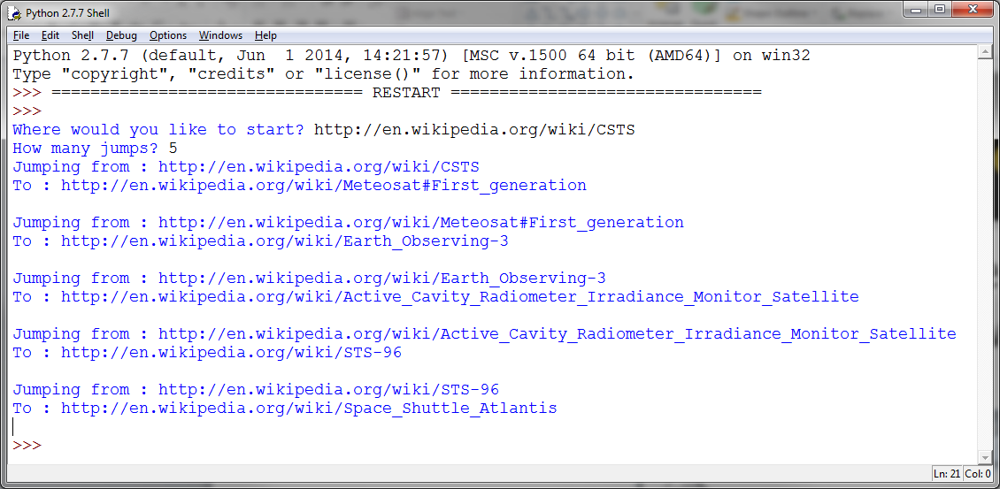 Python 2.7.7 Shell
File Edit Shell Debug Options Windows Help
Python 2.7.7 (default, Jun  1 2014, 14:21:57) [MSC v.1500 64 bit (AMD64)] on win32
Type "copyright", "credits" or "license()" for more information.
>>> ================================ RESTART ================================
>>>
Where would you like to start? http://en.wikipedia.org/wiki/CSTS
How many jumps? 5
Jumping from : http://en.wikipedia.org/wiki/CSTS
To : http://en.wikipedia.org/wiki/Meteosat#First_generation
Jumping from : http://en.wikipedia.org/wiki/Meteosat#First_generation
To : http://en.wikipedia.org/wiki/Earth_Observing-3
Jumping from : http://en.wikipedia.org/wiki/Earth_Observing-3
To : http://en.wikipedia.org/wiki/Active_Cavity_Radiometer_Irradiance_Monitor_Satellite
Jumping from : http://en.wikipedia.org/wiki/Active_Cavity_Radiometer_Irradiance_Monitor_Satellite
To : http://en.wikipedia.org/wiki/STS-96
Jumping from : http://en.wikipedia.org/wiki/STS-96
To : http://en.wikipedia.org/wiki/Space_Shuttle_Atlantis
>>>
Ln: 21 Col: 0